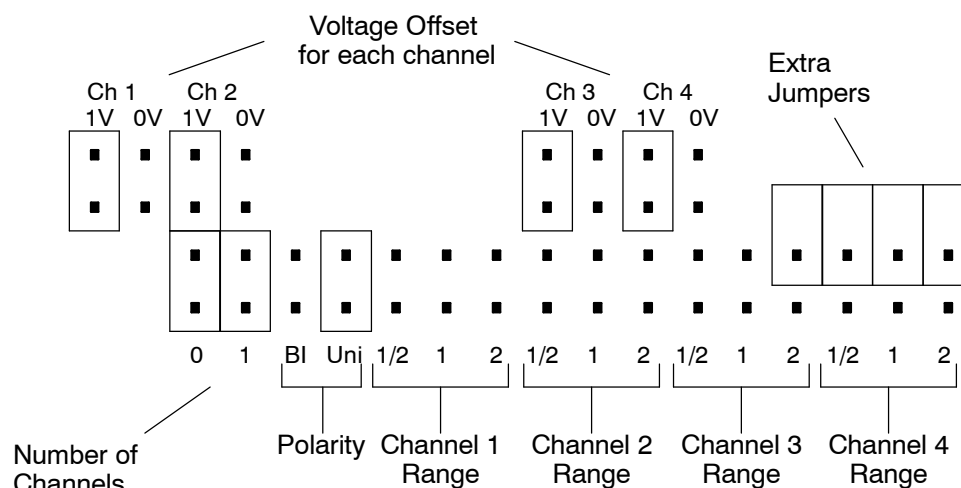 Voltage Offset
for each channel
Extra
Jumpers
Ch 1 Ch 2 Ch 3 Ch 4
1V 0V 1V 0V 1V 0V 1V 0V
0 1 BI Uni 1/2 1 2 1/2 1 2 1/2 1 2 1/2 1 2
Number of
Channels
Polarity
Channel 1
Range
Channel 2
Range
Channel 3
Range
Channel 4
Range